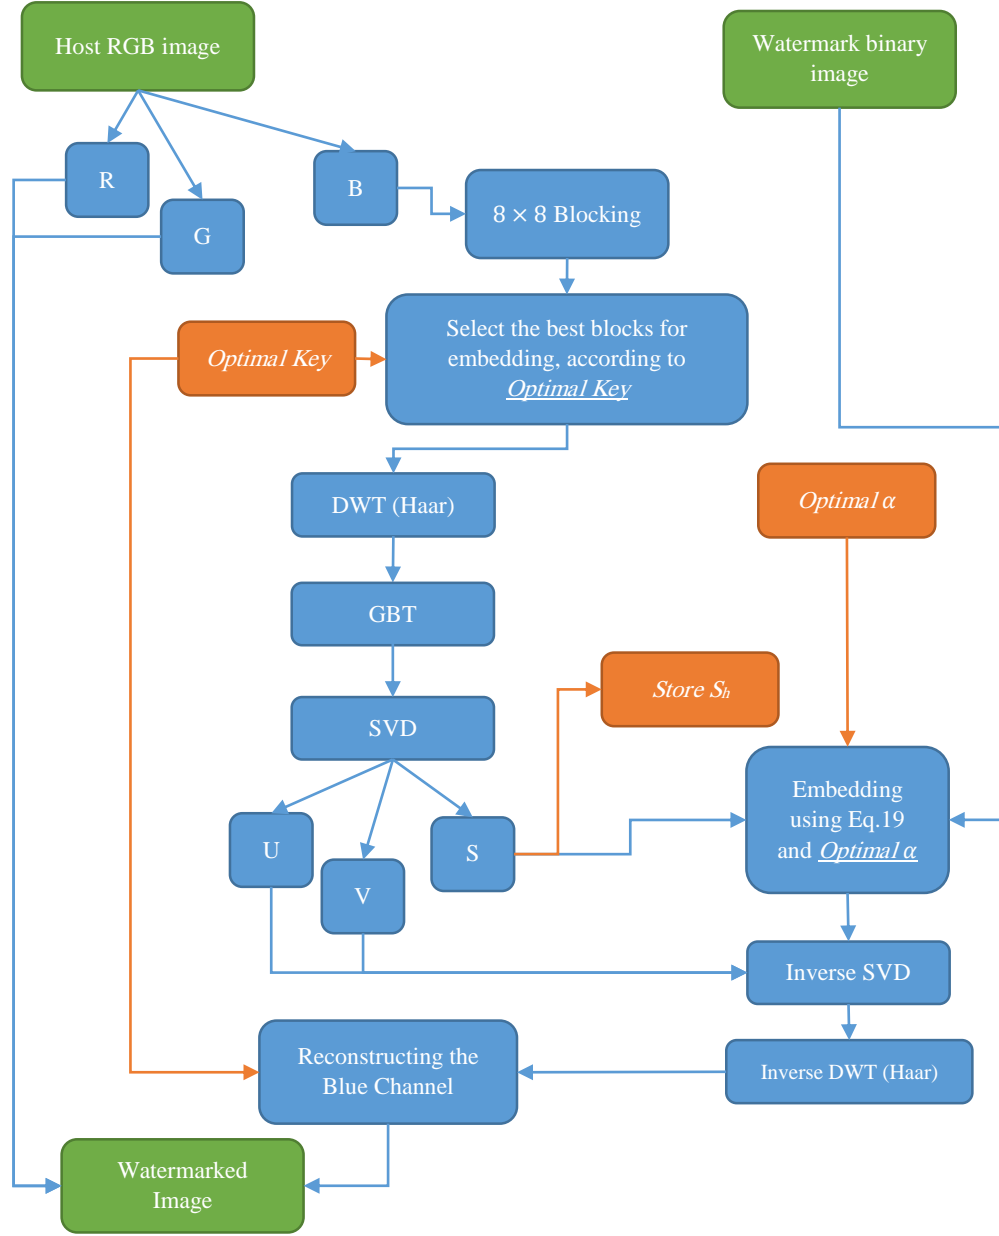 Host RGB image
Watermark binary
image
R
G
B
8 × 8 Blocking
Optimal Key
Select the best blocks for
embedding, according to
Optimal Key
DWT (Haar)
Optimal α
GBT
Store Sₕ
SVD
U
V
S
Embedding
using Eq.19
and Optimal α
Inverse SVD
Reconstructing the
Blue Channel
Inverse DWT (Haar)
Watermarked
Image